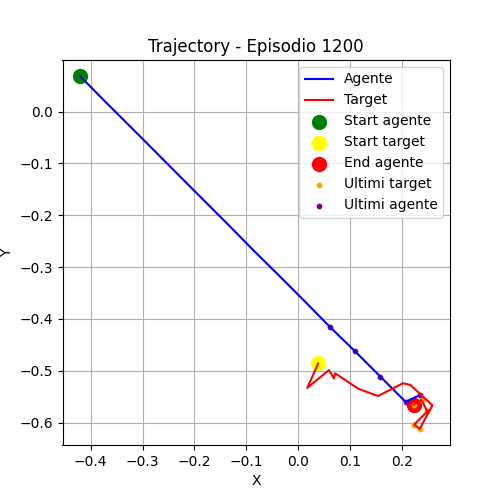 Trajectory - Episodio 1200
Agente
Target
Start agente
Start target
End agente
Ultimi target
Ultimi agente
Y
0.0
−0.1
−0.2
−0.3
−0.4
−0.5
−0.6
−0.4
−0.3
−0.2
−0.1
0.0
0.1
0.2
X